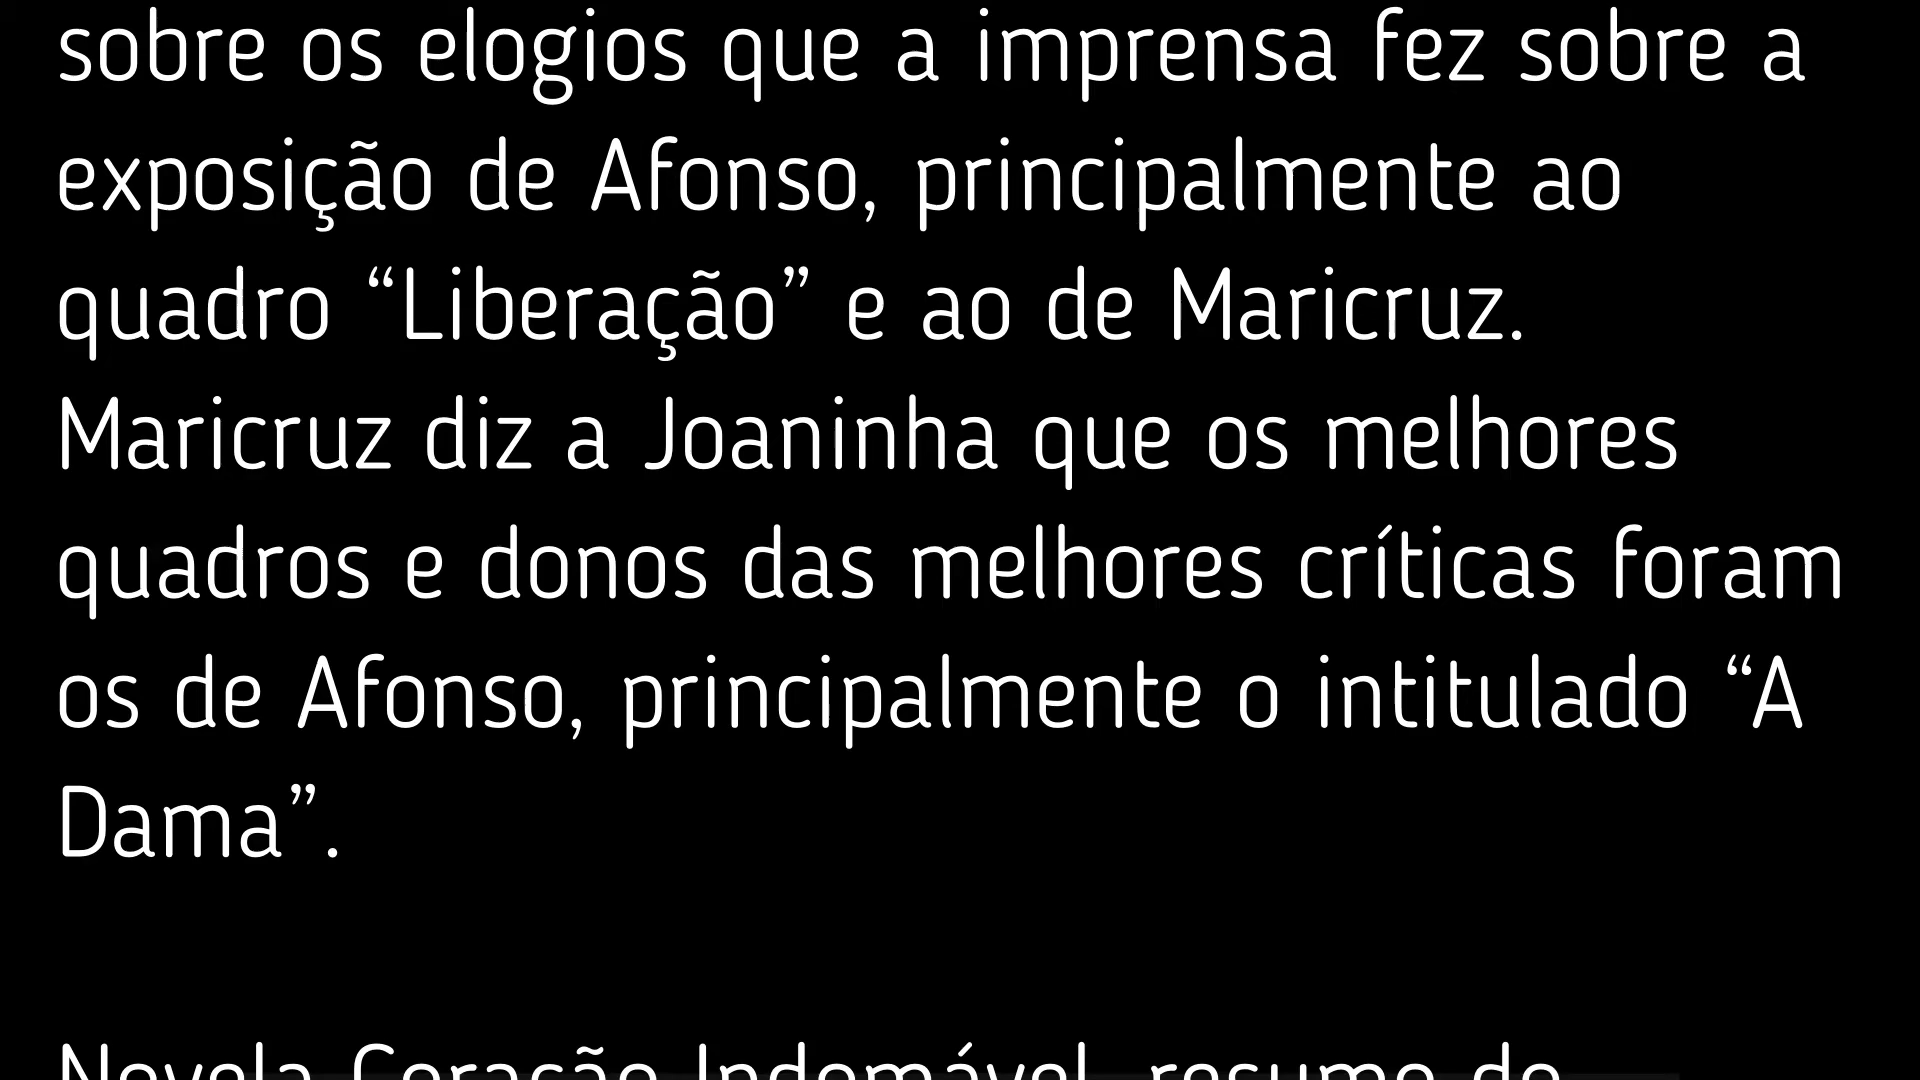 sobre os elogios que a imprensa fez sobre a
exposição de Afonso, principalmente ao
quadro “Liberação” e ao de Maricruz.
Maricruz diz a Joaninha que os melhores
quadros e donos das melhores críticas foram
os de Afonso, principalmente o intitulado “A
Dama”.
Novela Coração Indomável, resumo do